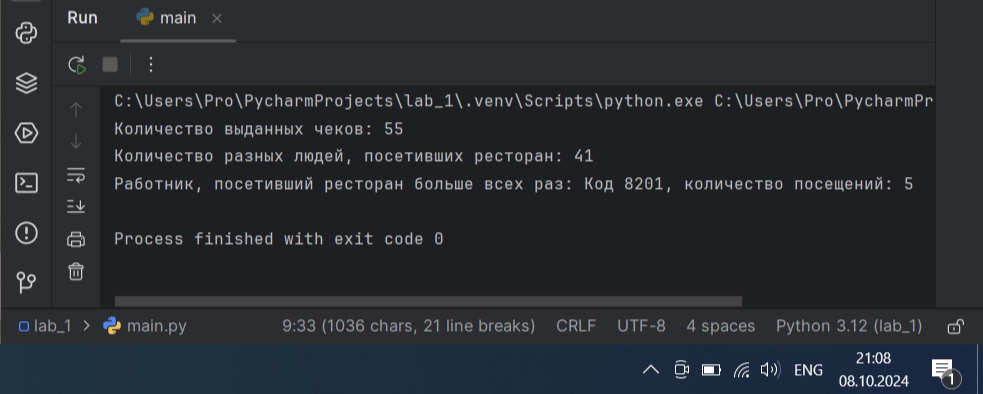 Run main
C:\Users\Pro\PycharmProjects\lab_1\.venv\Scripts\python.exe C:\Users\Pro\PycharmPr
Количество выданных чеков: 55
Количество разных людей, посетивших ресторан: 41
Работник, посетивший ресторан больше всех раз: Код 8201, количество посещений: 5
Process finished with exit code 0
lab_1 > main.py 9:33 (1036 chars, 21 line breaks) CRLF UTF-8 4 spaces Python 3.12 (lab_1)
ENG 21:08
08.10.2024 1